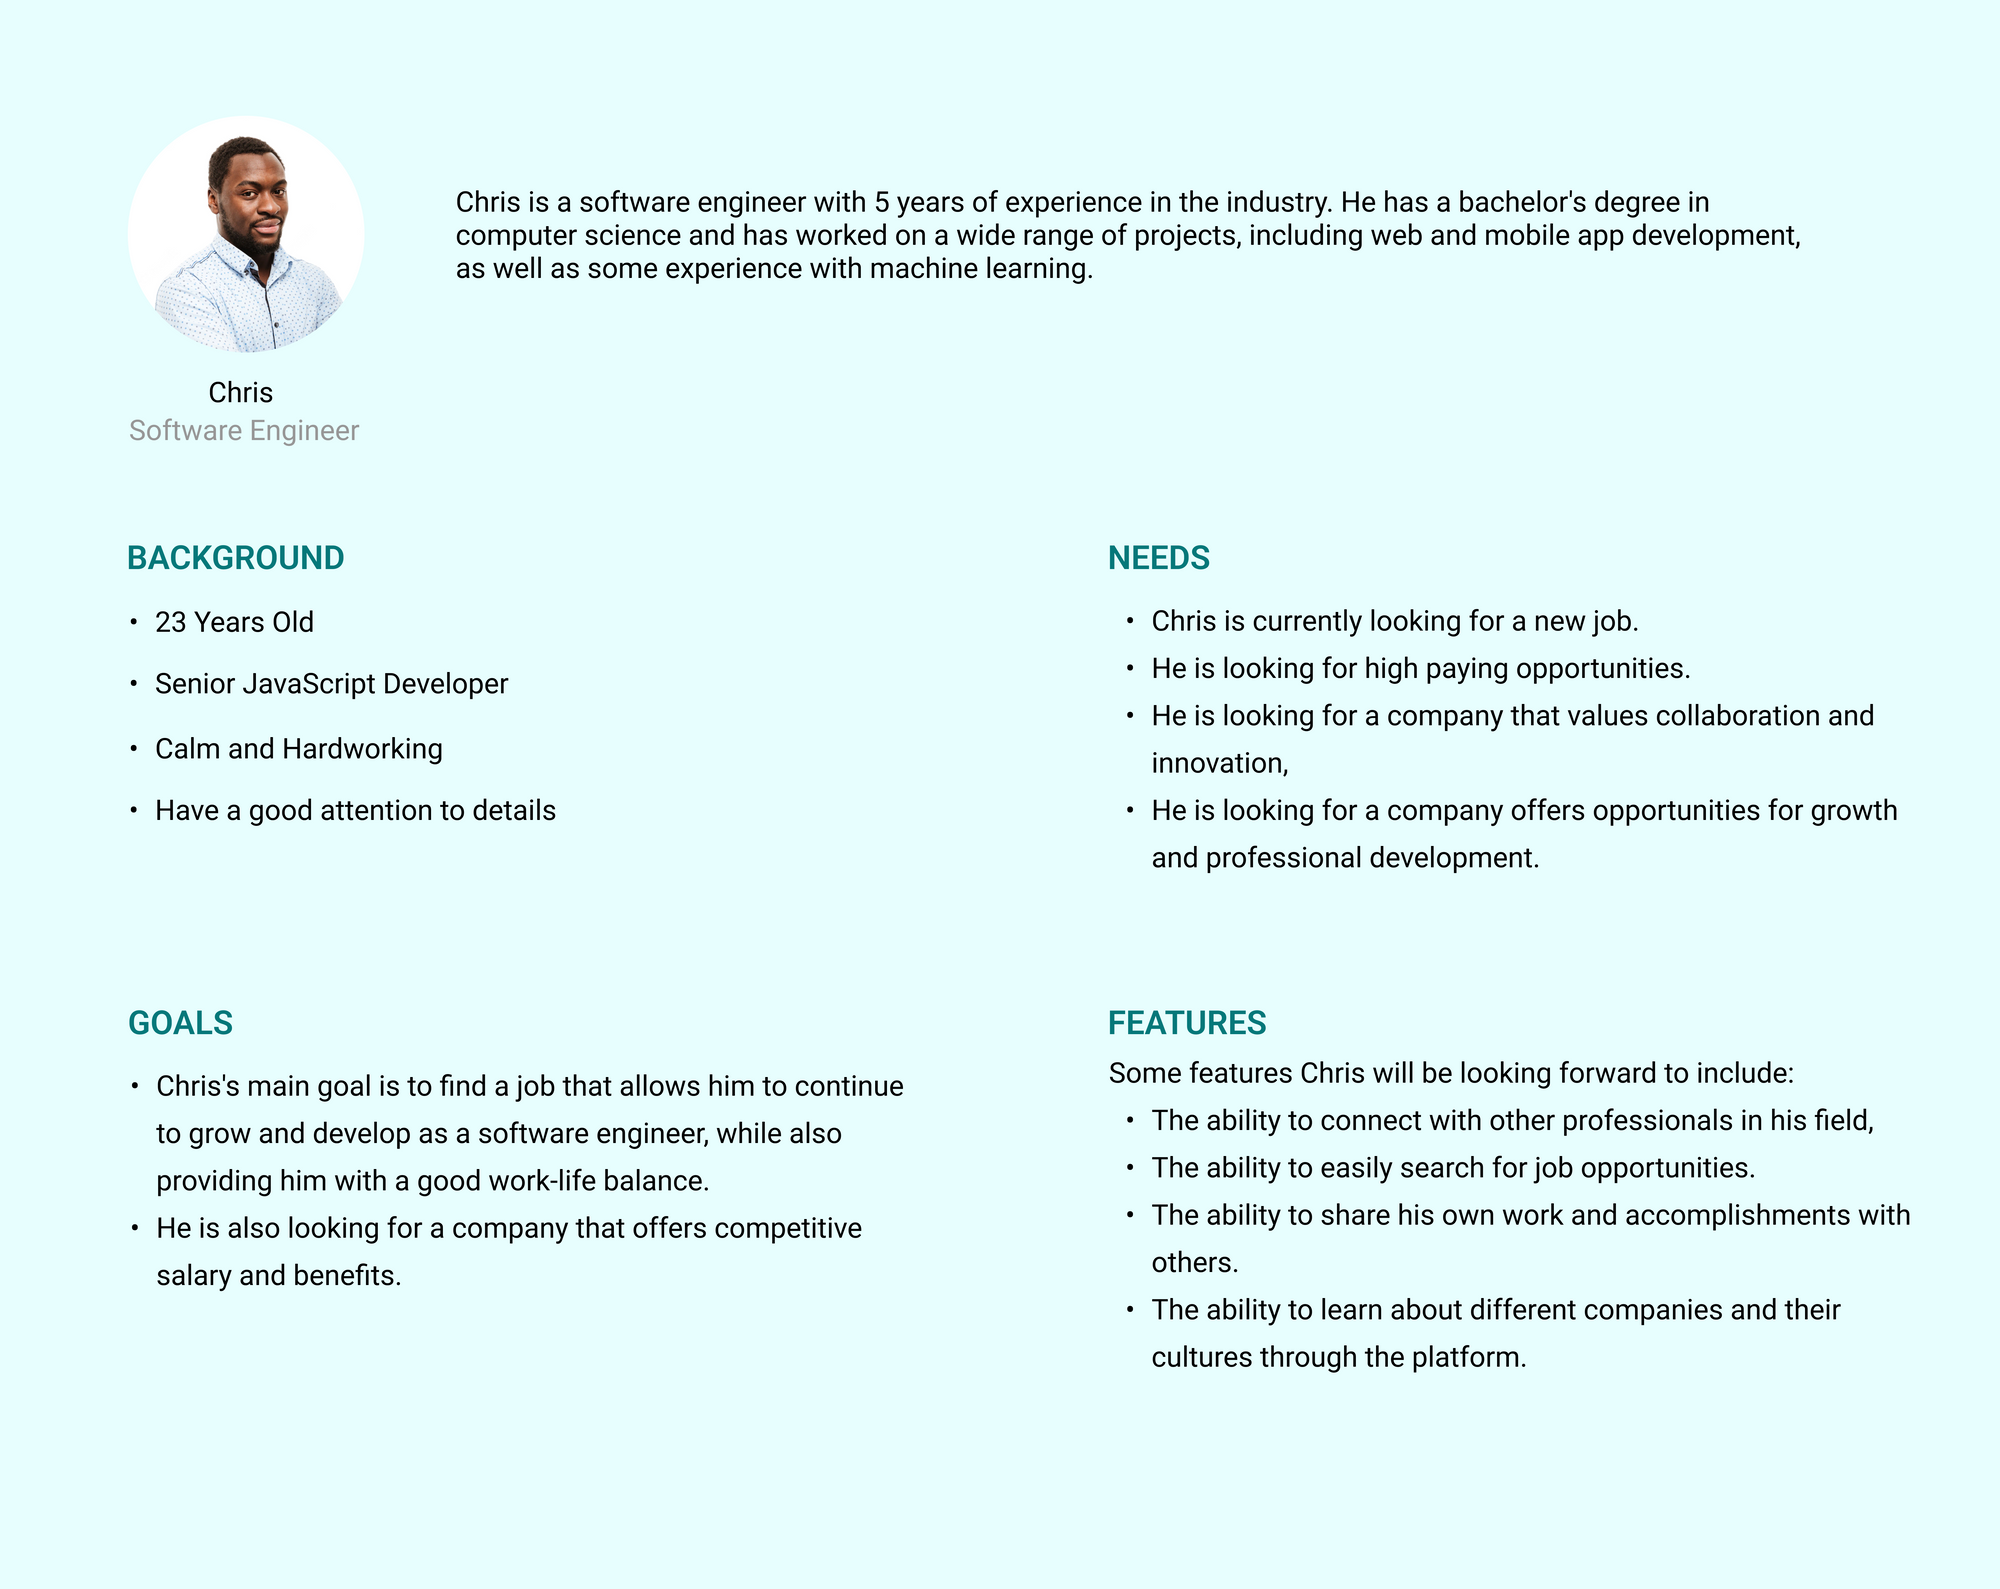 Chris is a software engineer with 5 years of experience in the industry. He has a bachelor's degree in
computer science and has worked on a wide range of projects, including web and mobile app development,
as well as some experience with machine learning.
Chris
Software Engineer
BACKGROUND
• 23 Years Old
• Senior JavaScript Developer
• Calm and Hardworking
• Have a good attention to details
NEEDS
• Chris is currently looking for a new job.
• He is looking for high paying opportunities.
• He is looking for a company that values collaboration and
innovation,
• He is looking for a company offers opportunities for growth
and professional development.
GOALS
• Chris's main goal is to find a job that allows him to continue
to grow and develop as a software engineer, while also
providing him with a good work-life balance.
• He is also looking for a company that offers competitive
salary and benefits.
FEATURES
Some features Chris will be looking forward to include:
• The ability to connect with other professionals in his field,
• The ability to easily search for job opportunities.
• The ability to share his own work and accomplishments with
others.
• The ability to learn about different companies and their
cultures through the platform.